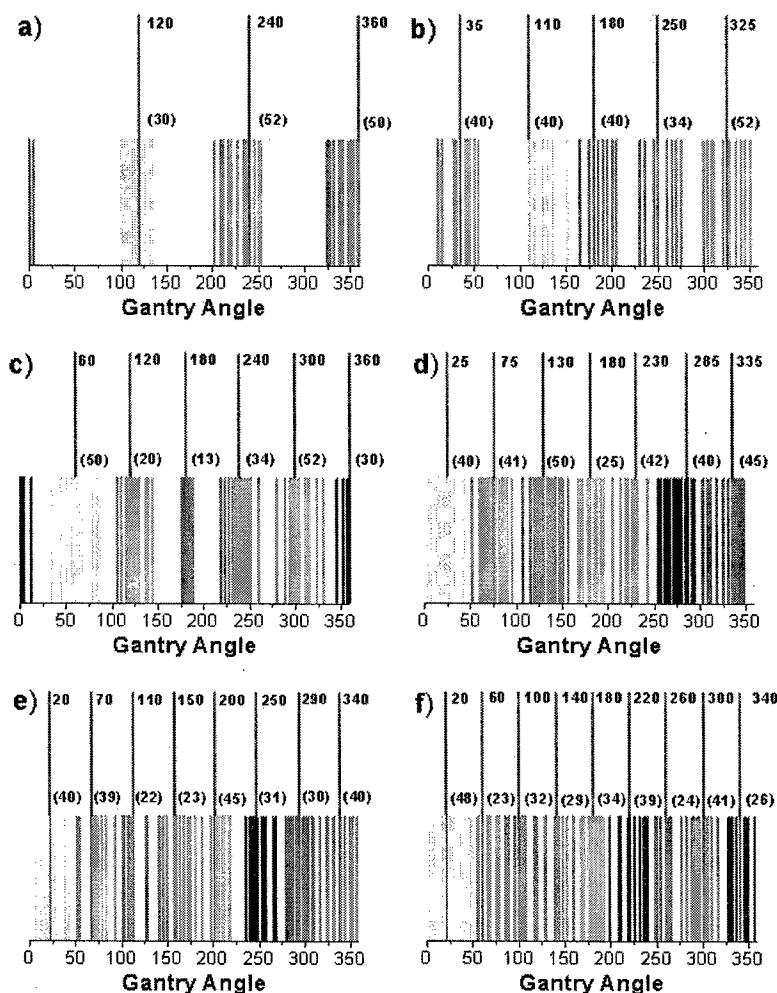 a)
120 240 360
(30) (52) (50)
0 50 100 150 200 250 300 350
Gantry Angle
b)
35 110 180 250 325
(40) (40) (40) (34) (52)
0 50 100 150 200 250 300 350
Gantry Angle
c)
60 120 180 240 300 360
(50) (20) (13) (34) (52) (30)
0 50 100 150 200 250 300 350
Gantry Angle
d)
25 75 130 180 230 285 335
(40) (41) (50) (25) (42) (40) (45)
0 50 100 150 200 250 300 350
Gantry Angle
e)
20 70 110 150 200 250 290 340
(40) (39) (22) (23) (45) (31) (30) (40)
0 50 100 150 200 250 300 350
Gantry Angle
f)
20 60 100 140 180 220 260 300 340
(48) (23) (32) (29) (34) (39) (24) (41) (26)
0 50 100 150 200 250 300 350
Gantry Angle